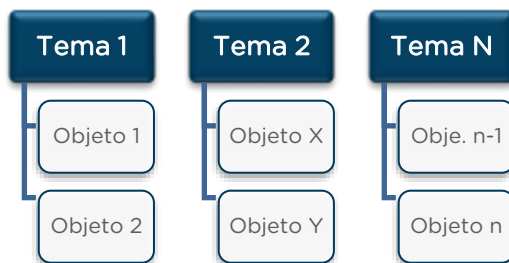 Tema 1
Objeto 1
Objeto 2
Tema 2
Objeto X
Objeto Y
Tema N
Obje. n-1
Objeto n